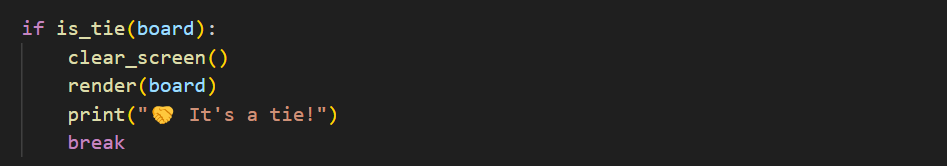 if is_tie(board):
    clear_screen()
    render(board)
    print("🤝 It's a tie!")
    break